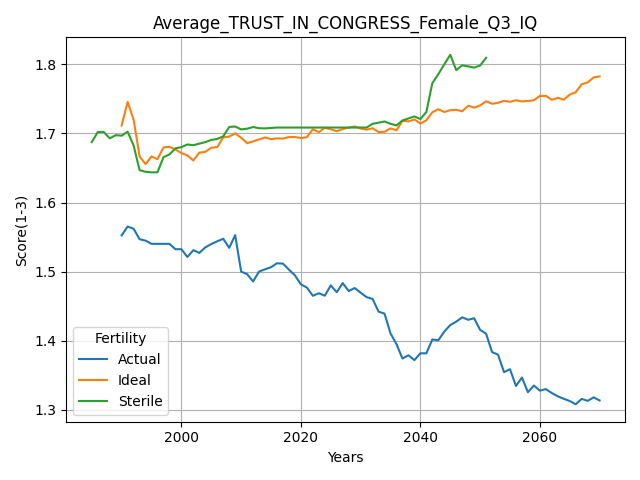 Average_TRUST_IN_CONGRESS_Female_Q3_IQ
Score(1-3)
1.8
1.7
1.6
1.5
1.4
1.3
Fertility
Actual
Ideal
Sterile
2000 2020 2040 2060
Years